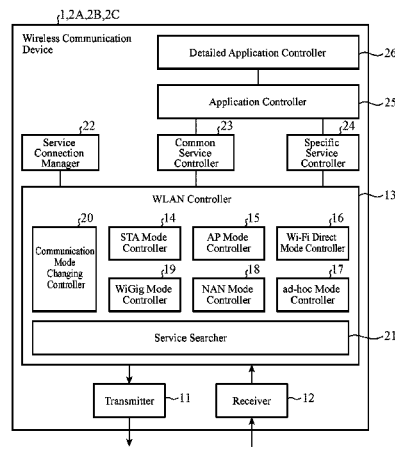 1,2A,2B,2C
Wireless Communication
Device
Detailed Application Controller
26
Application Controller
25
22
23
24
Service
Connection
Manager
Common
Service
Controller
Specific
Service
Controller
WLAN Controller
13
20
14
15
16
Communication
Mode
Changing
Controller
STA Mode
Controller
AP Mode
Controller
Wi-Fi Direct
Mode Controller
19
18
17
WiGig Mode
Controller
NAN Mode
Controller
ad-hoc Mode
Controller
Service Searcher
21
Transmitter
11
Receiver
12